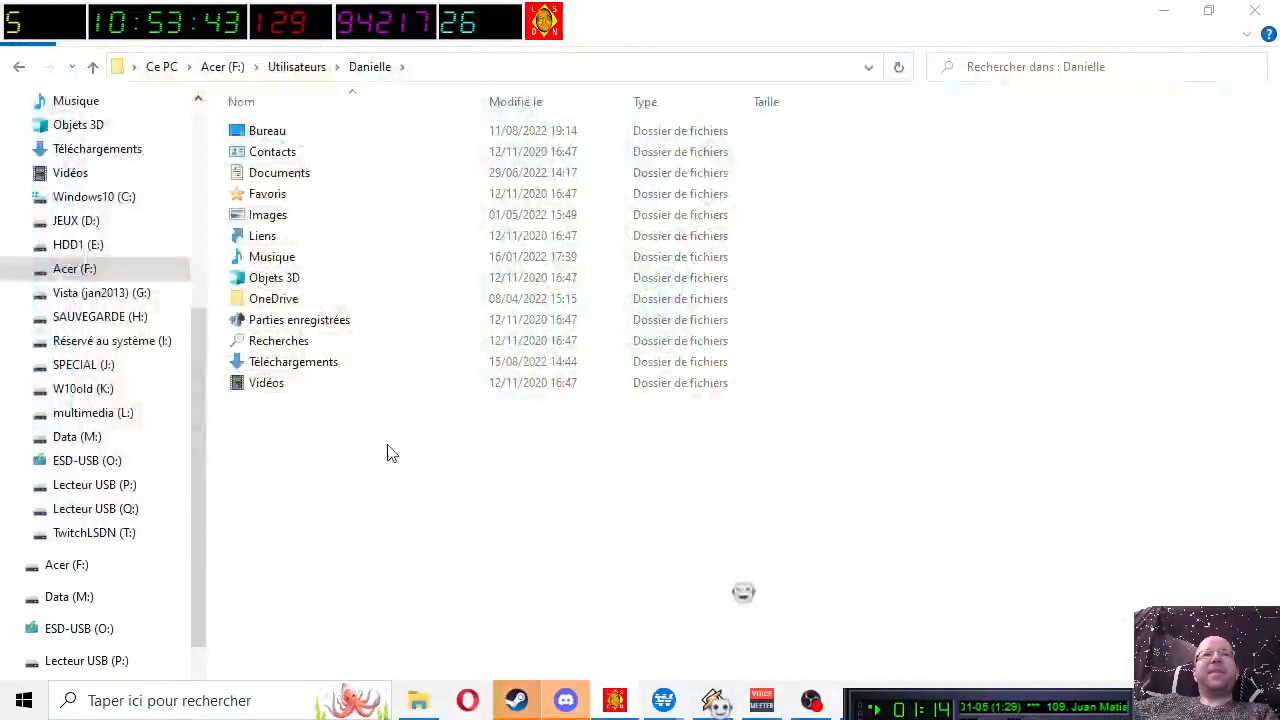 5 10:53:43 129 94217 26 L S D N
Ce PC Acer (F:) Utilisateurs Danielle
Rechercher dans : Danielle
Musique
Objets 3D
Téléchargements
Vidéos
Windows10 (C:)
JEUX (D:)
HDD1 (E:)
Acer (F:)
Vista (jan2013) (G:)
SAUVEGARDE (H:)
Réservé au système (I:)
SPECIAL (J:)
W10old (K:)
multimedia (L:)
Data (M:)
ESD-USB (O:)
Lecteur USB (P:)
Lecteur USB (Q:)
TwitchLSDN (T:)
Acer (F:)
Data (M:)
ESD-USB (O:)
Lecteur USB (P:)
Nom Modifié le Type Taille
Bureau 11/08/2022 19:14 Dossier de fichiers
Contacts 12/11/2020 16:47 Dossier de fichiers
Documents 29/06/2022 14:17 Dossier de fichiers
Favoris 12/11/2020 16:47 Dossier de fichiers
Images 01/05/2022 15:49 Dossier de fichiers
Liens 12/11/2020 16:47 Dossier de fichiers
Musique 16/01/2022 17:39 Dossier de fichiers
Objets 3D 12/11/2020 16:47 Dossier de fichiers
OneDrive 08/04/2022 15:15 Dossier de fichiers
Parties enregistrées 12/11/2020 16:47 Dossier de fichiers
Recherches 12/11/2020 16:47 Dossier de fichiers
Téléchargements 15/08/2022 14:44 Dossier de fichiers
Vidéos 12/11/2020 16:47 Dossier de fichiers
Taper ici pour rechercher
VOICE MEETER
01:14 01-05 (1:29) *** 109. Juan Matis